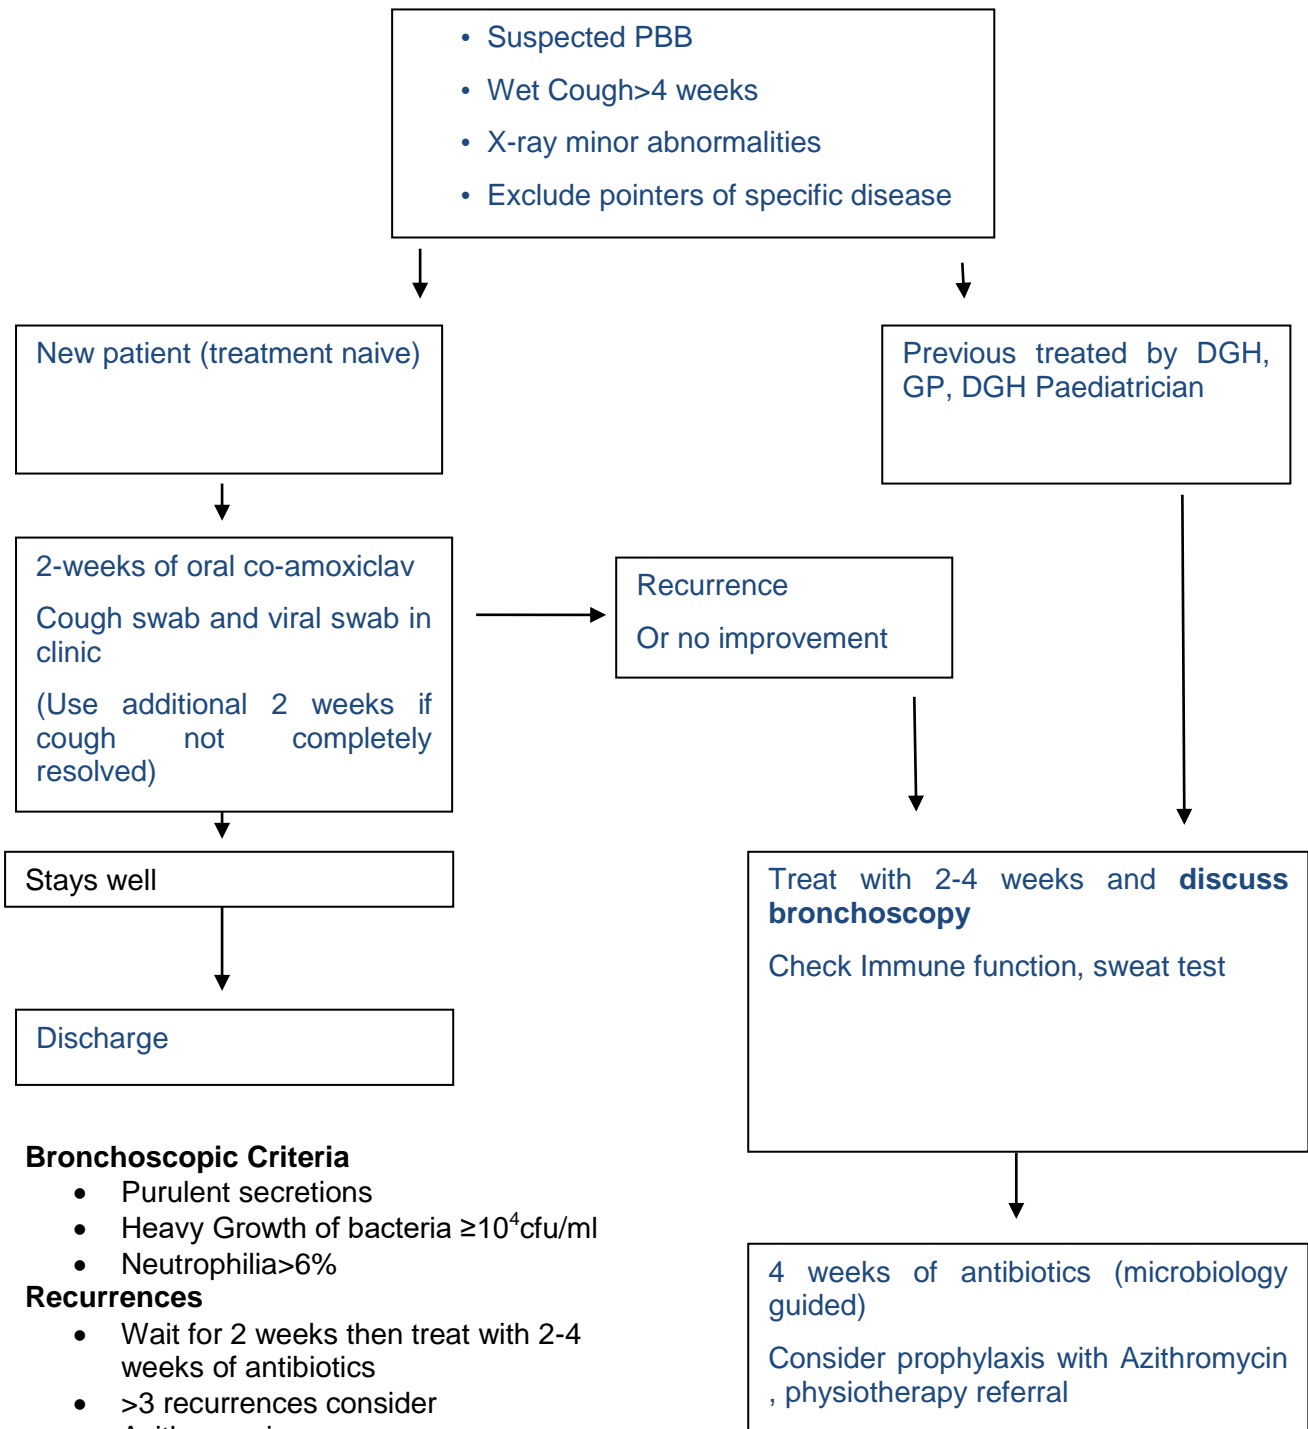 • Suspected PBB
• Wet Cough>4 weeks
• X-ray minor abnormalities
• Exclude pointers of specific disease
New patient (treatment naive)
Previous treated by DGH,
GP, DGH Paediatrician
2-weeks of oral co-amoxiclav
Cough swab and viral swab in
clinic
(Use additional 2 weeks if
cough not completely
resolved)
Recurrence
Or no improvement
Stays well
Discharge
Treat with 2-4 weeks and discuss
bronchoscopy
Check Immune function, sweat test
Bronchoscopic Criteria
• Purulent secretions
• Heavy Growth of bacteria ≥10⁴cfu/ml
• Neutrophilia>6%
Recurrences
• Wait for 2 weeks then treat with 2-4
weeks of antibiotics
• >3 recurrences consider
4 weeks of antibiotics (microbiology
guided)
Consider prophylaxis with Azithromycin
, physiotherapy referral